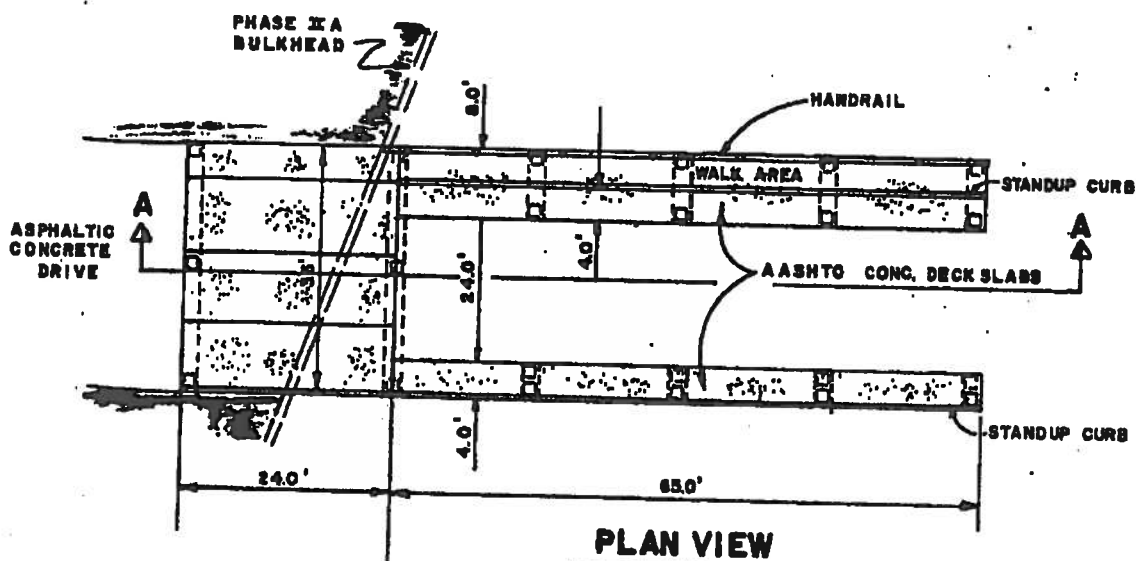 PHASE II A
BULKHEAD
8.0'
HANDRAIL
WALK AREA
STANDUP CURB
A
A
ASPHALTIC
CONCRETE
DRIVE
24.0'
4.0'
AASHTO CONC. DECK SLABS
4.0'
STANDUP CURB
24.0'
65.0'
PLAN VIEW